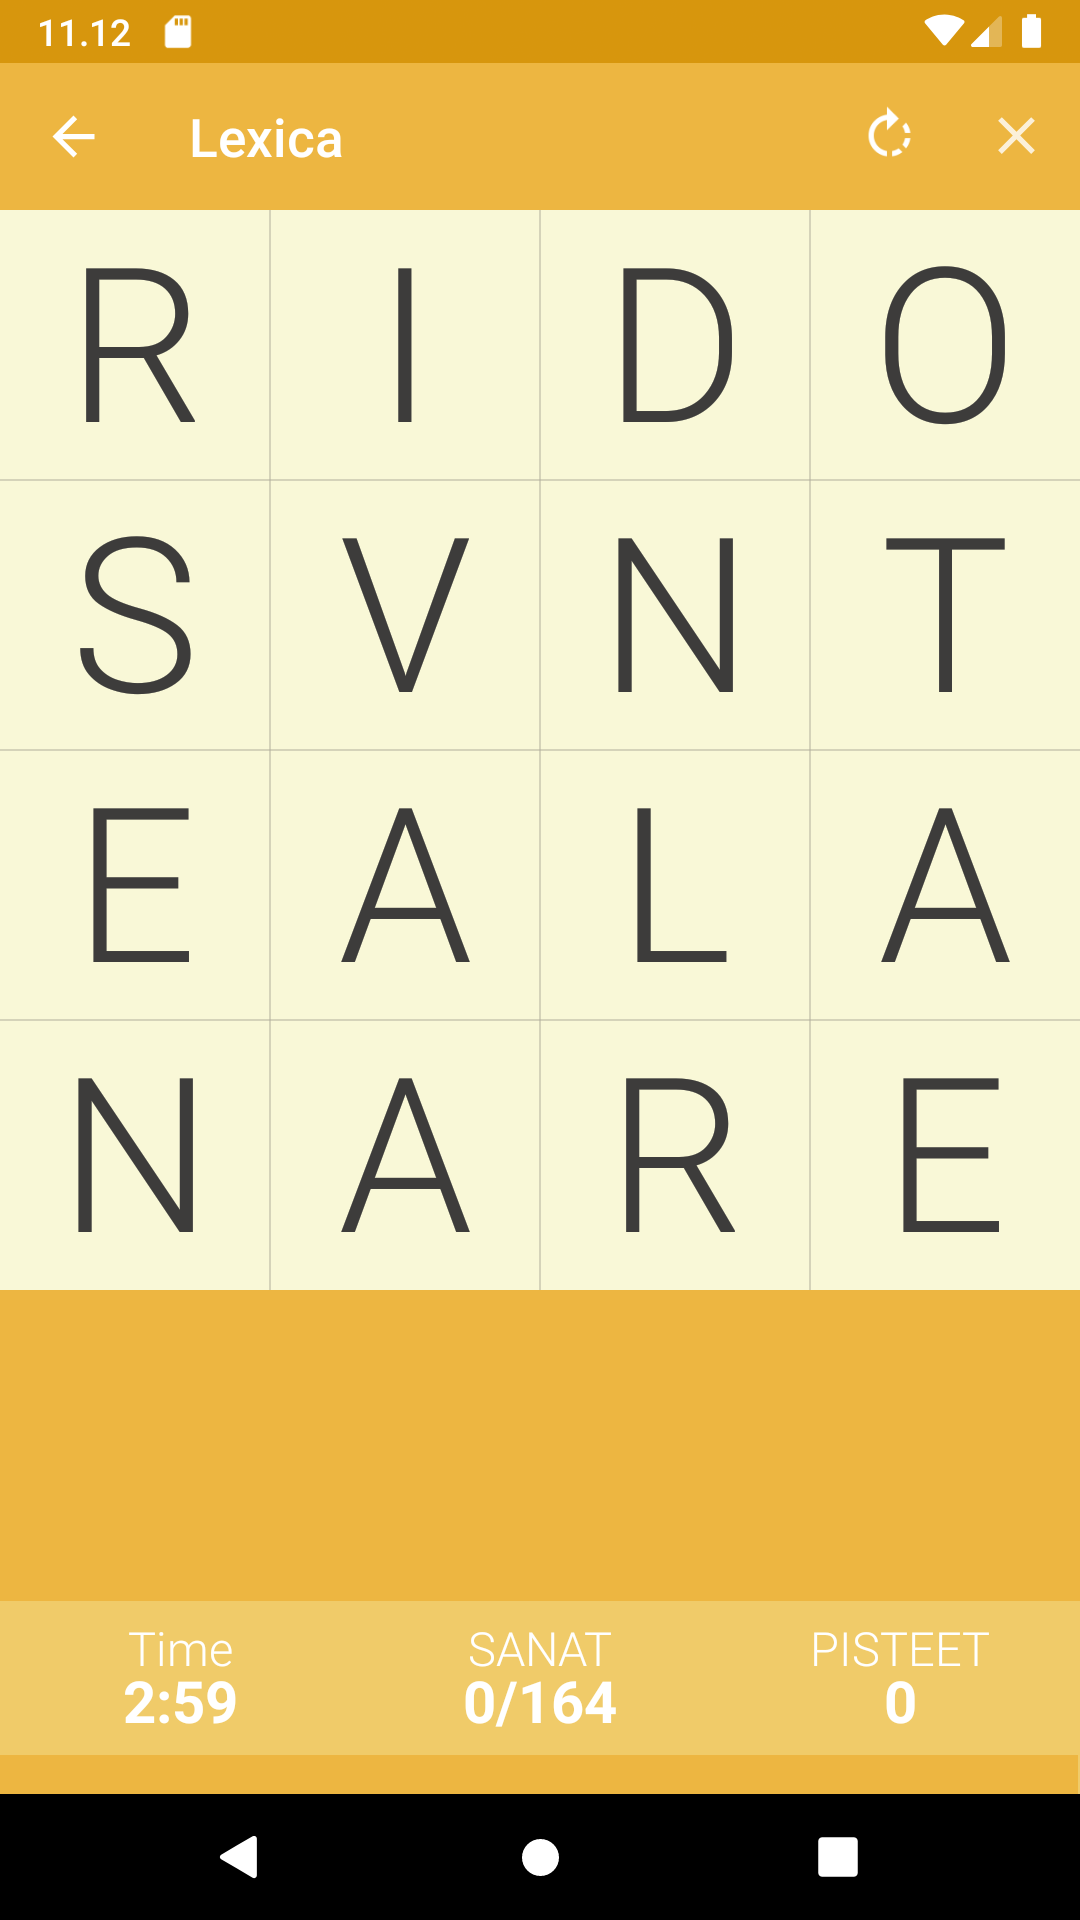 11.12
Lexica
R I D O
S V N T
E A L A
N A R E
Time SANAT PISTEET
2:59 0/164 0